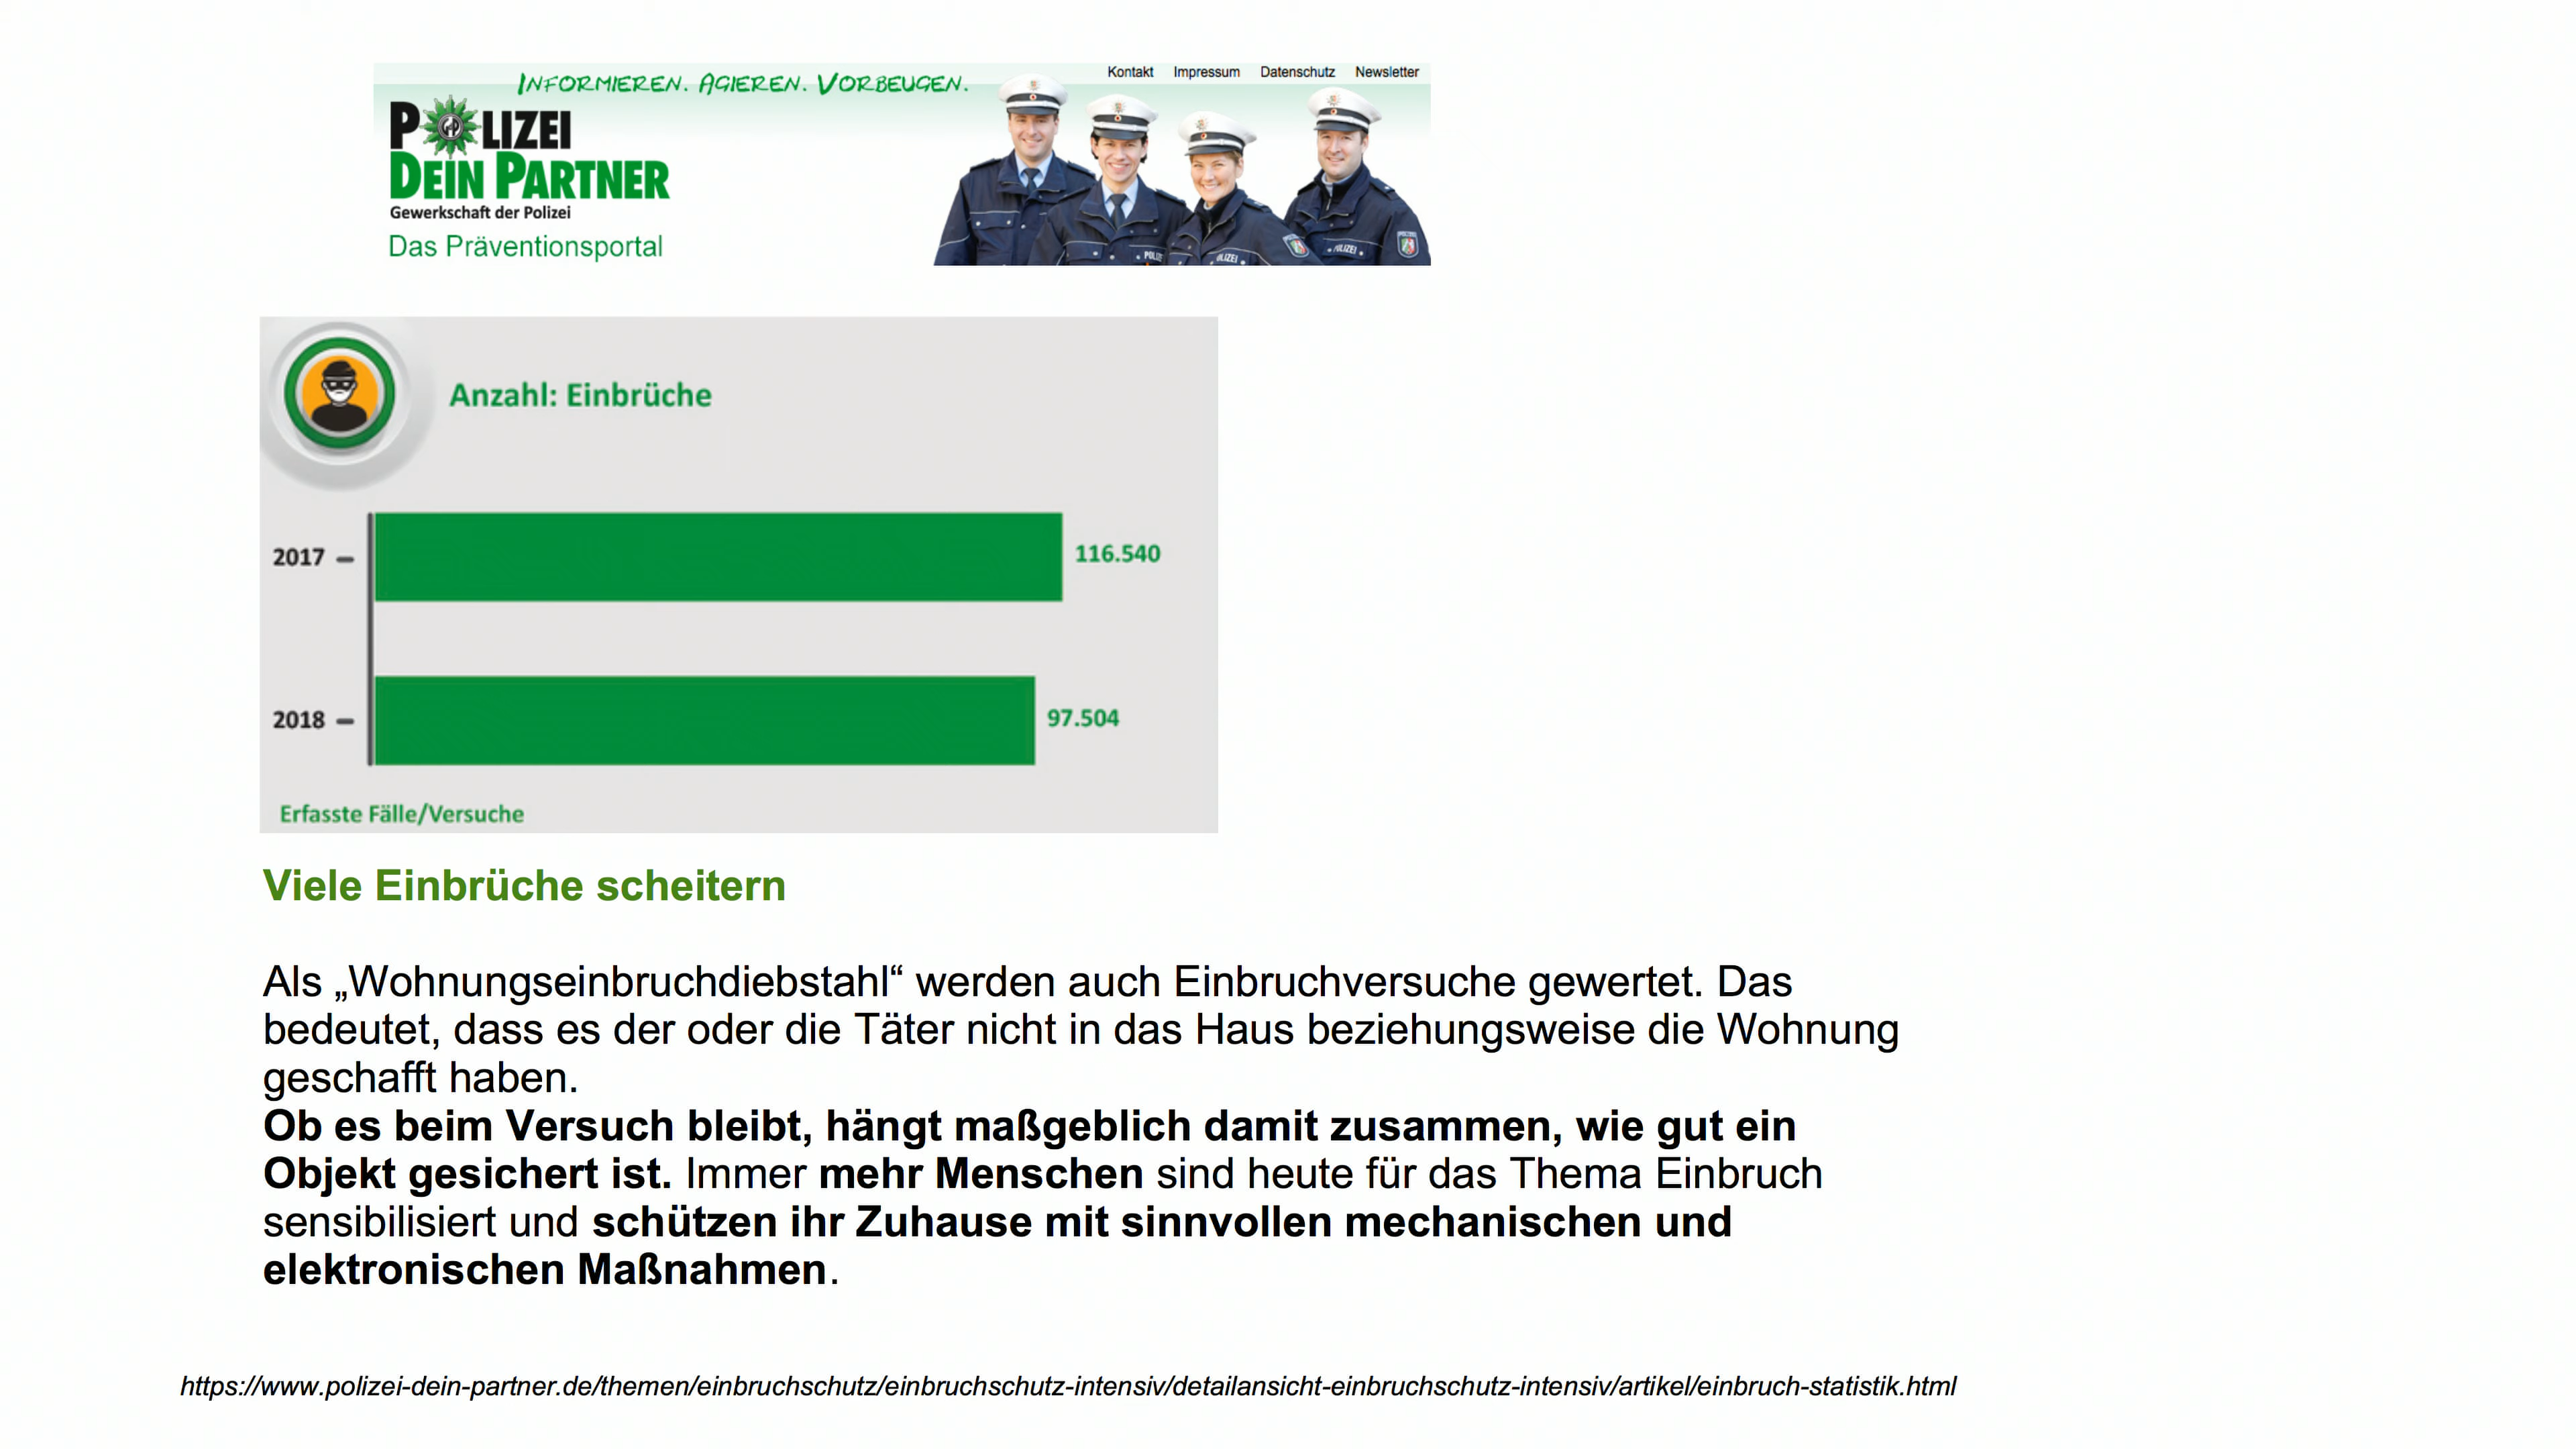 INFORMIEREN. AGIEREN. VORBEUGEN.
Kontakt Impressum Datenschutz Newsletter
POLIZEI
DEIN PARTNER
Gewerkschaft der Polizei
Das Präventionsportal
Anzahl: Einbrüche
2017 116.540
2018 97.504
Erfasste Fälle/Versuche
Viele Einbrüche scheitern
Als „Wohnungseinbruchdiebstahl“ werden auch Einbruchversuche gewertet. Das
bedeutet, dass es der oder die Täter nicht in das Haus beziehungsweise die Wohnung
geschafft haben.
Ob es beim Versuch bleibt, hängt maßgeblich damit zusammen, wie gut ein
Objekt gesichert ist. Immer mehr Menschen sind heute für das Thema Einbruch
sensibilisiert und schützen ihr Zuhause mit sinnvollen mechanischen und
elektronischen Maßnahmen.
https://www.polizei-dein-partner.de/themen/einbruchschutz/einbruchschutz-intensiv/detailansicht-einbruchschutz-intensiv/artikel/einbruch-statistik.html